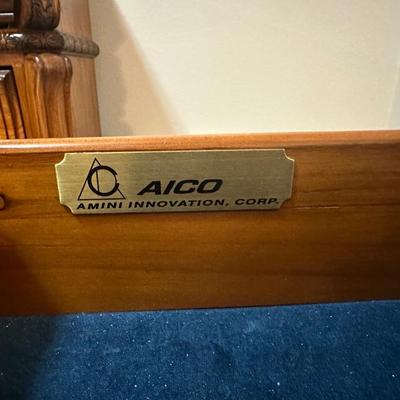 AICO
AMINI INNOVATION, CORP.